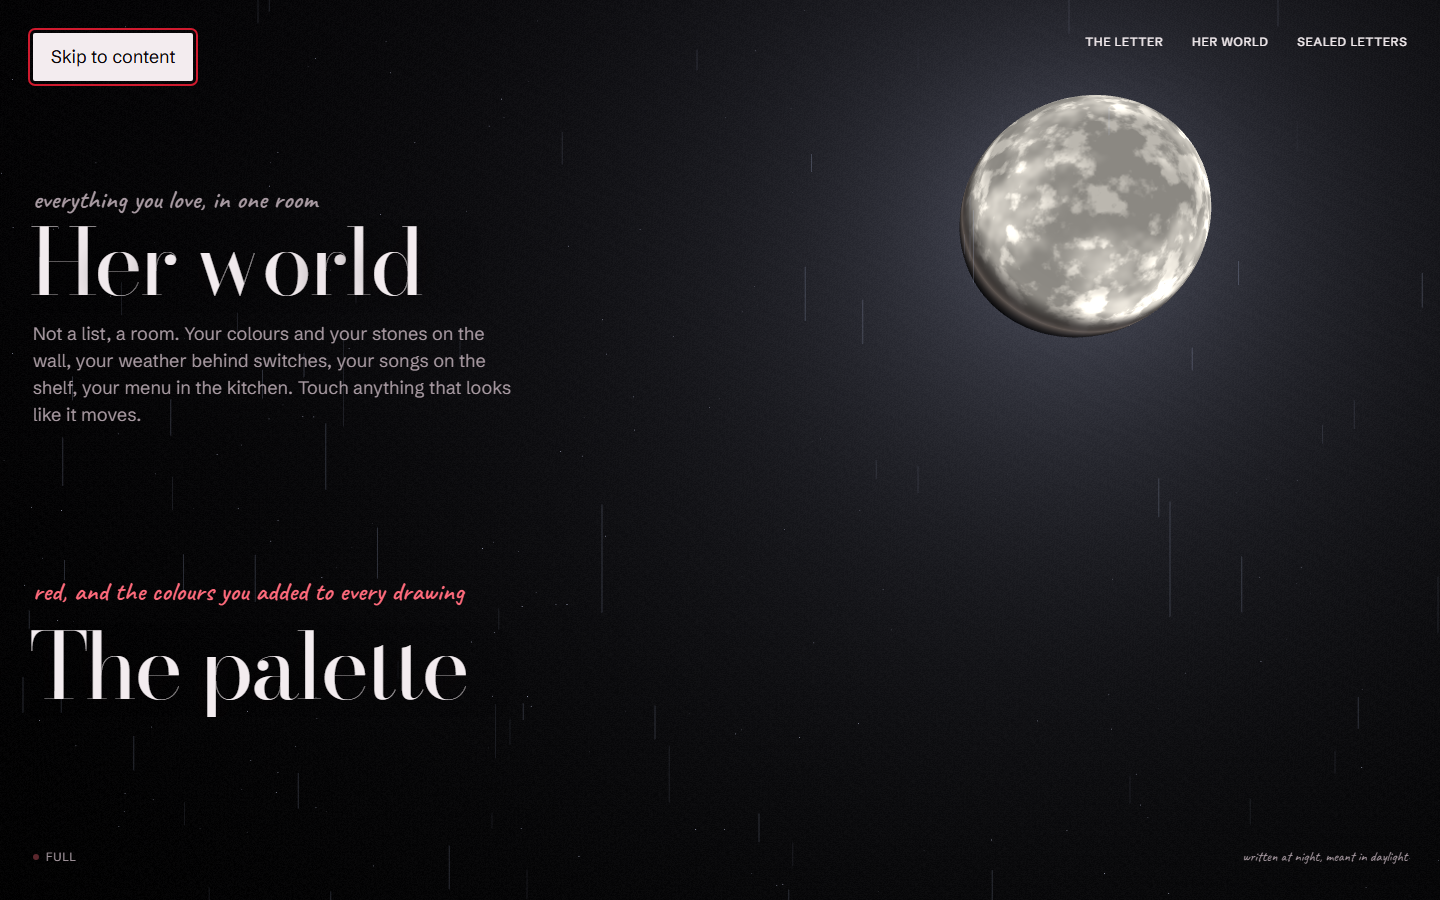 Skip to content
THE LETTER HER WORLD SEALED LETTERS
everything you love, in one room
Her world
Not a list, a room. Your colours and your stones on the
wall, your weather behind switches, your songs on the
shelf, your menu in the kitchen. Touch anything that looks
like it moves.
red, and the colours you added to every drawing
The palette
FULL
written at night, meant in daylight